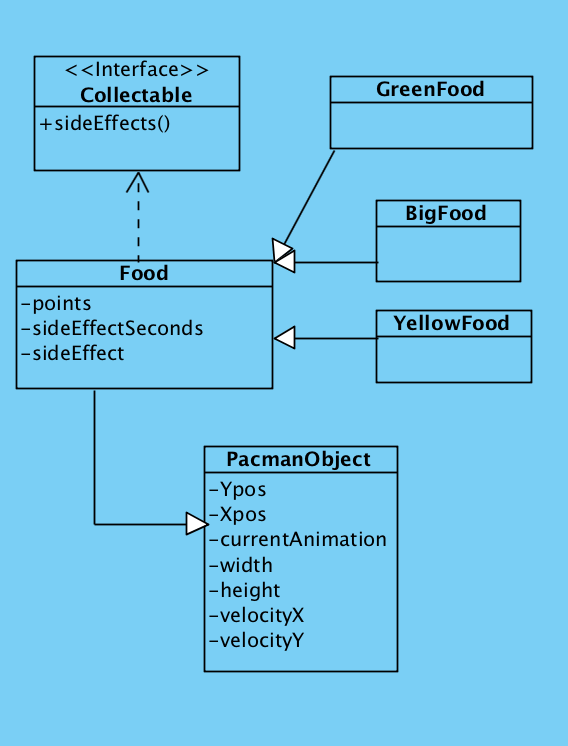 <<Interface>>
Collectable
+sideEffects()
GreenFood
BigFood
Food
-points
-sideEffectSeconds
-sideEffect
YellowFood
PacmanObject
-Ypos
-Xpos
-currentAnimation
-width
-height
-velocityX
-velocityY